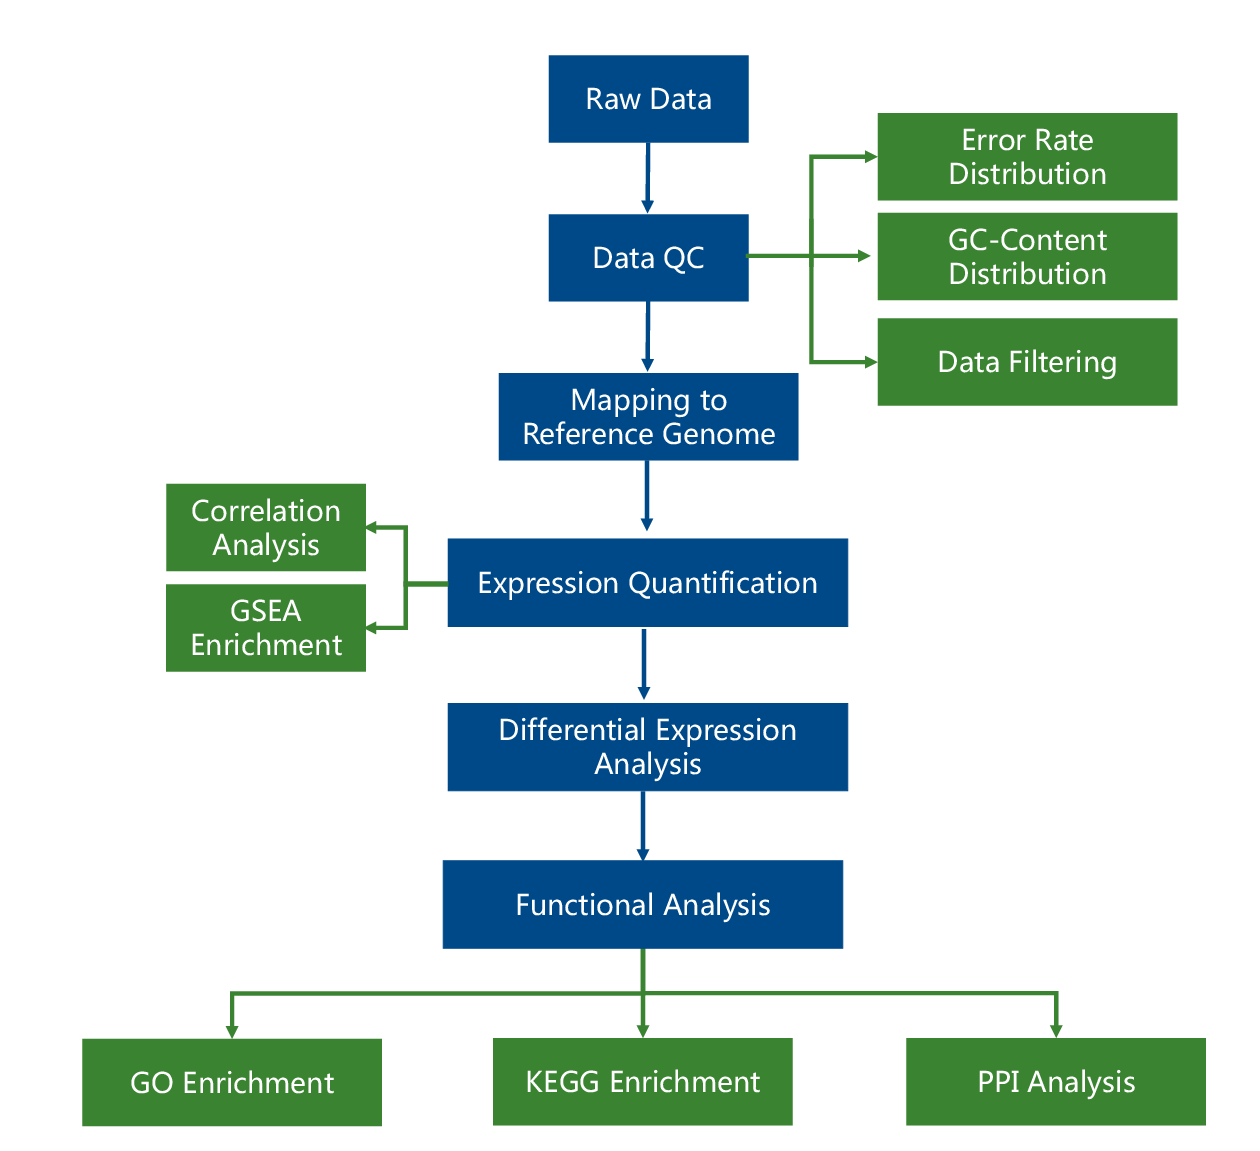 Raw Data
Error Rate
Distribution
Data QC
GC-Content
Distribution
Data Filtering
Mapping to
Reference Genome
Correlation
Analysis
Expression Quantification
GSEA
Enrichment
Differential Expression
Analysis
Functional Analysis
GO Enrichment
KEGG Enrichment
PPI Analysis